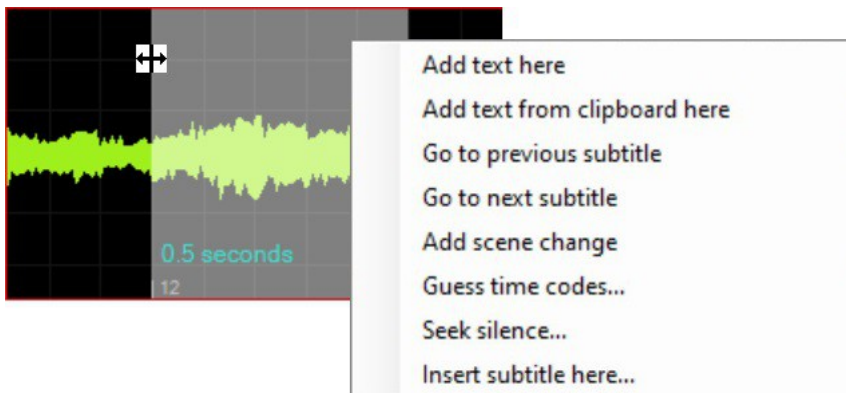 0.5 seconds
12
Add text here
Add text from clipboard here
Go to previous subtitle
Go to next subtitle
Add scene change
Guess time codes...
Seek silence...
Insert subtitle here...